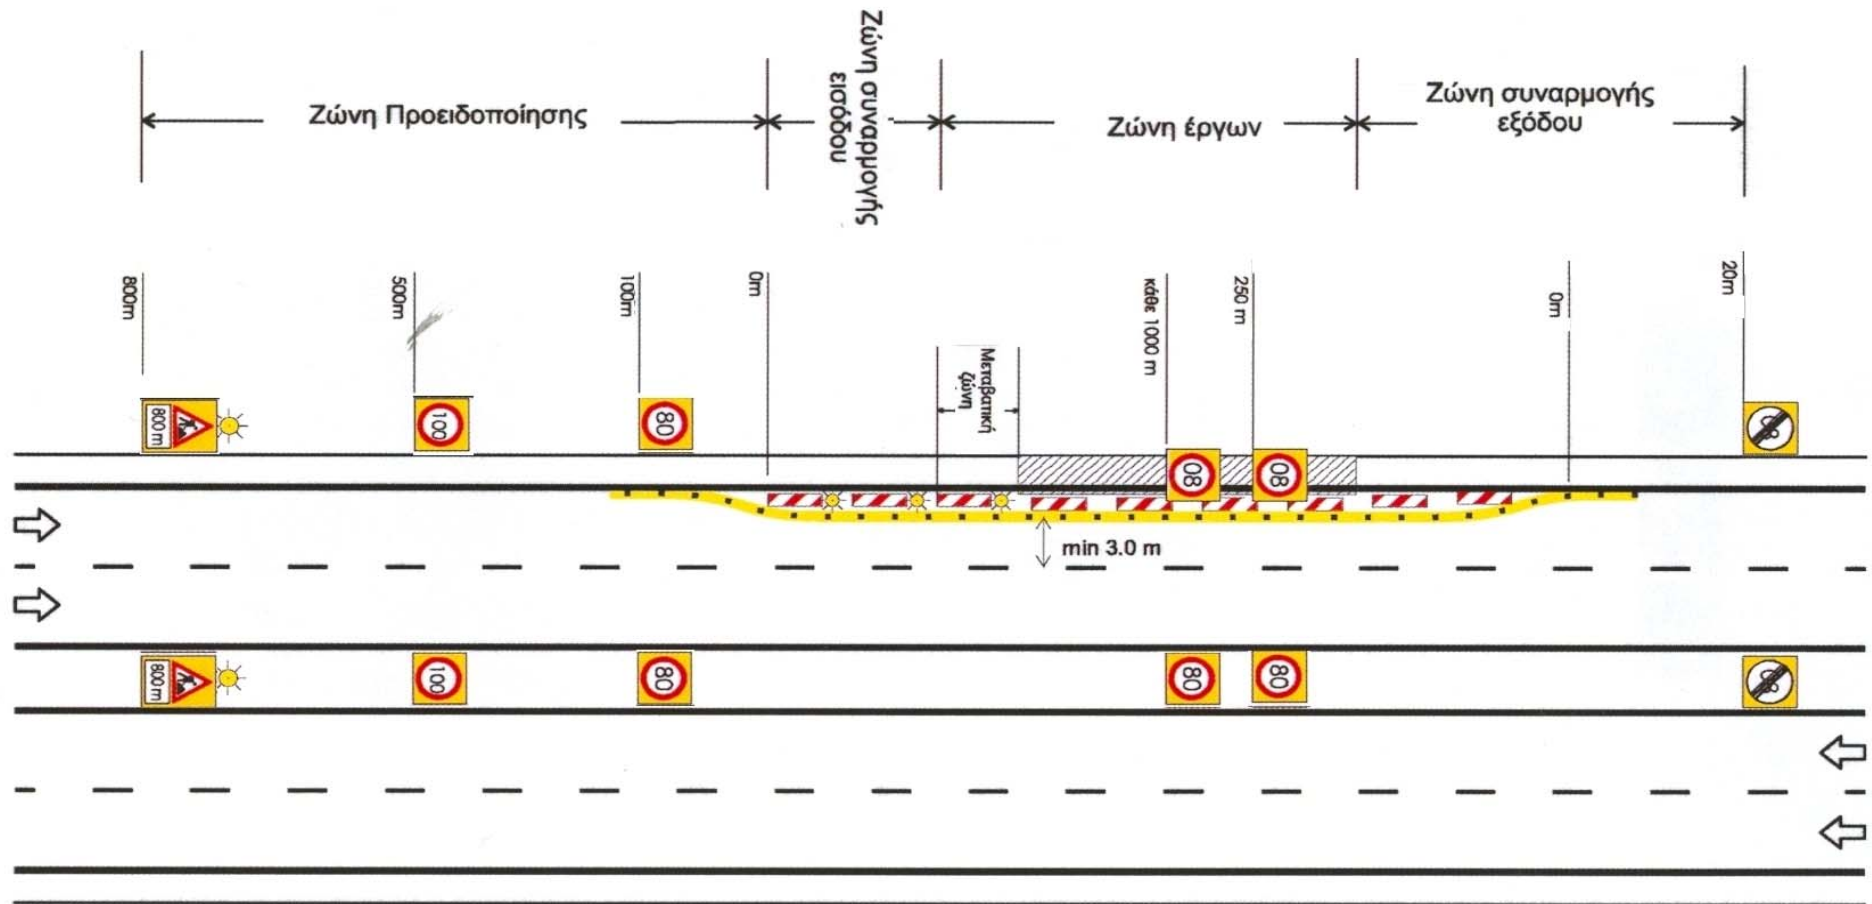 Ζώνη Προειδοποίησης
Ζώνη συναρμογής
εισόδου
Ζώνη έργων
Ζώνη συναρμογής
εξόδου
800m
500m
100m
0m
Μεταβατική
ζώνη
κάθε 1000 m
250 m
0m
20m
800 m
100
80
80
80
min 3.0 m
800 m
100
80
80
80